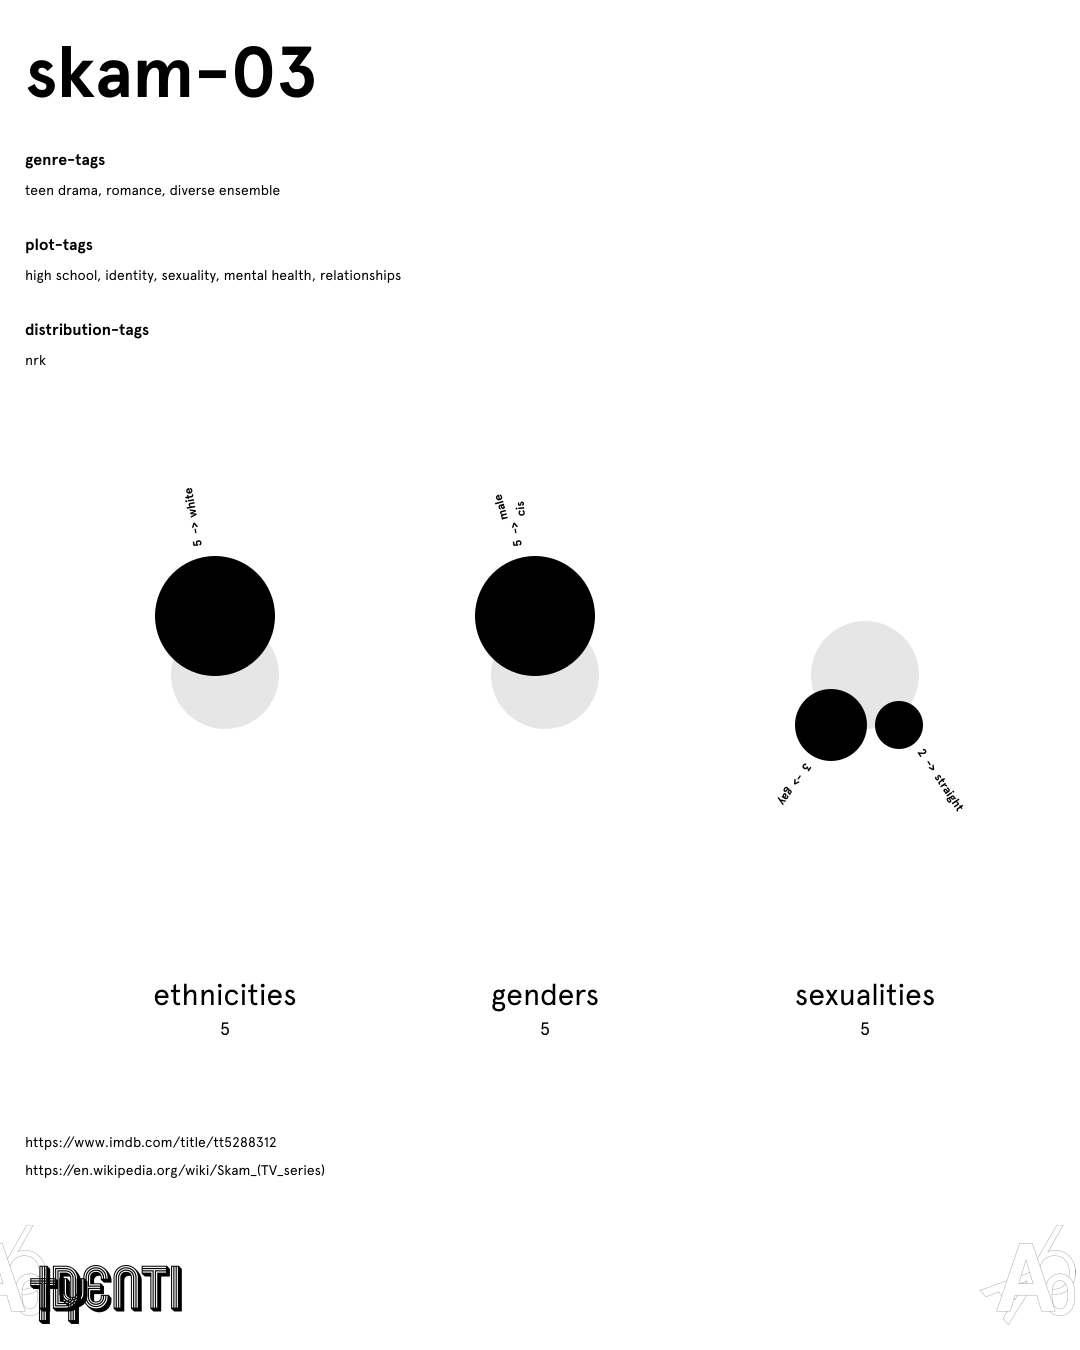 skam-03
genre-tags
teen drama, romance, diverse ensemble
plot-tags
high school, identity, sexuality, mental health, relationships
distribution-tags
nrk
5 -> white
5 -> male
cis
3 -> gay
2 -> straight
ethnicities
5
genders
5
sexualities
5
https://www.imdb.com/title/tt5288312
https://en.wikipedia.org/wiki/Skam_(TV_series)